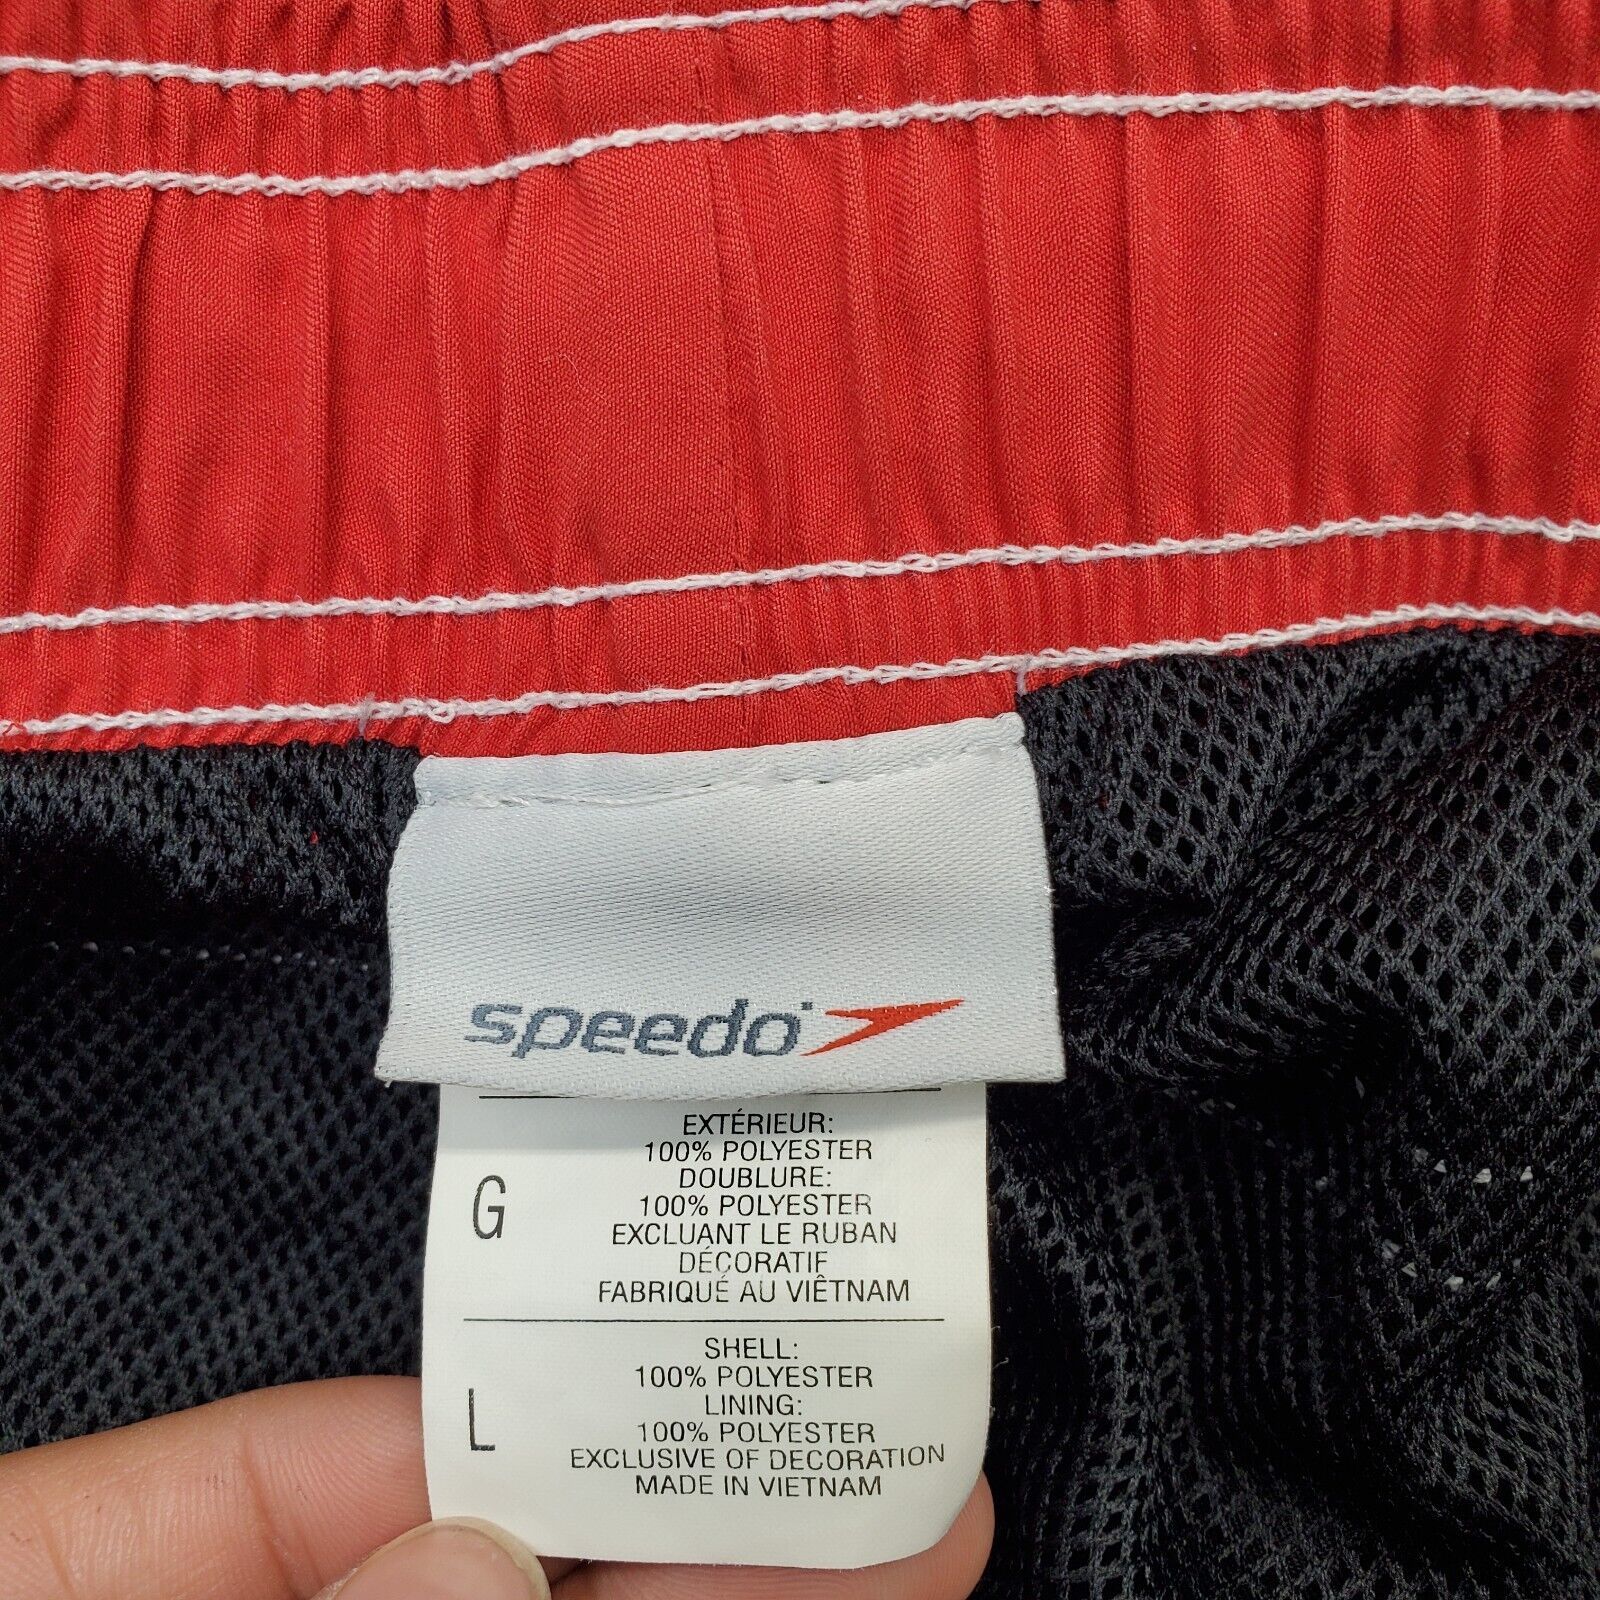 speedo
EXTÉRIEUR:
100% POLYESTER
DOUBLURE:
100% POLYESTER
G
EXCLUANT LE RUBAN
DÉCORATIF
FABRIQUÉ AU VIÊTNAM
SHELL:
100% POLYESTER
LINING:
100% POLYESTER
L
EXCLUSIVE OF DECORATION
MADE IN VIETNAM